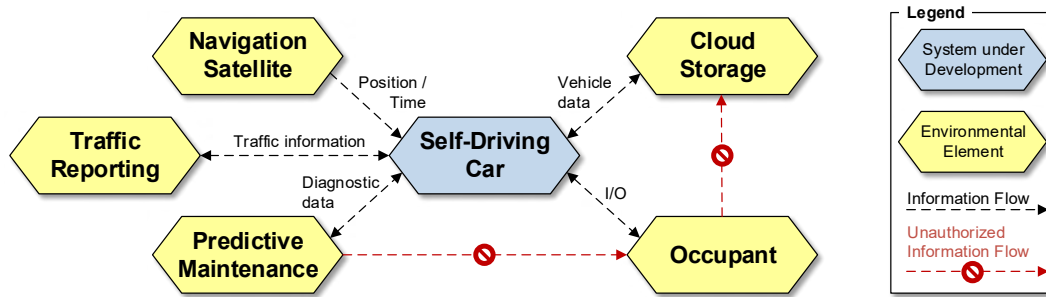 Navigation
Satellite
Cloud
Storage
Position /
Time
Vehicle
data
Traffic
Reporting
Traffic information
Self-Driving
Car
Diagnostic
data
I/O
Predictive
Maintenance
Occupant
Legend
System under
Development
Environmental
Element
Information Flow
Unauthorized
Information Flow